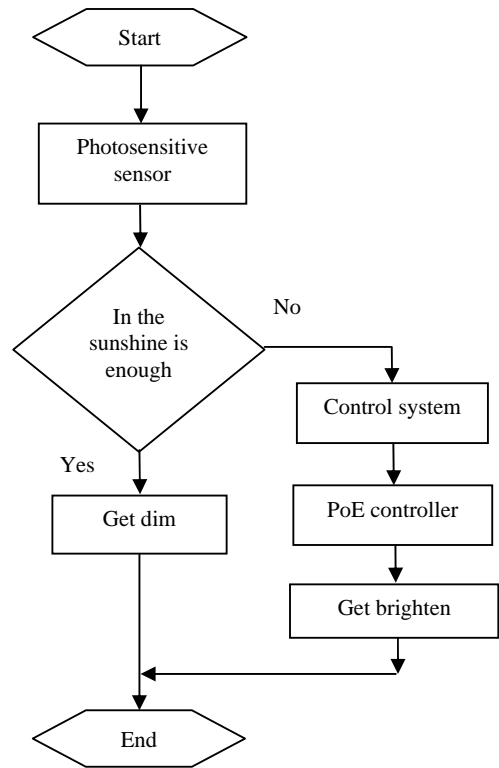 Start
Photosensitive
sensor
In the
sunshine is
enough
No
Control system
Yes
PoE controller
Get dim
Get brighten
End